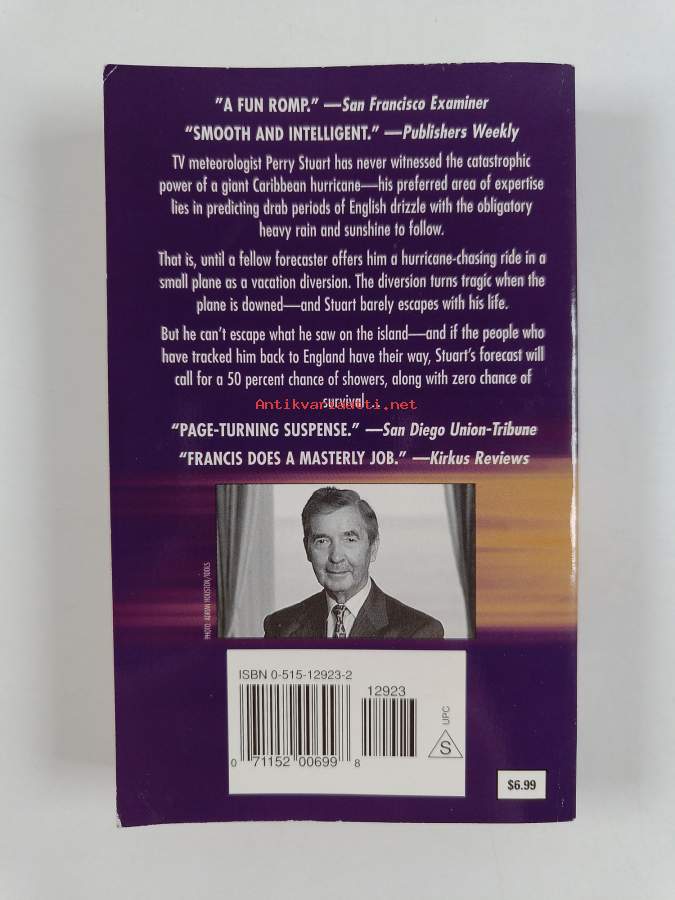 "A FUN ROMP." —San Francisco Examiner
"SMOOTH AND INTELLIGENT." —Publishers Weekly
TV meteorologist Perry Stuart has never witnessed the catastrophic
power of a giant Caribbean hurricane—his preferred area of expertise
lies in predicting drab periods of English drizzle with the obligatory
heavy rain and sunshine to follow.
That is, until a fellow forecaster offers him a hurricane-chasing ride in a
small plane as a vacation diversion. The diversion turns tragic when the
plane is downed—and Stuart barely escapes with his life.
But he can't escape what he saw on the island—and if the people who
have tracked him back to England have their way, Stuart's forecast will
call for a 50 percent chance of showers, along with zero chance of
survival.
Antikvariaatti.net
"PAGE-TURNING SUSPENSE." —San Diego Union-Tribune
"FRANCIS DOES A MASTERLY JOB." —Kirkus Reviews
PHOTO: ADRIAN HOUSTON/IDOLS
ISBN 0-515-12923-2
12923
0 71152 00699 8
UPC
S
$6.99